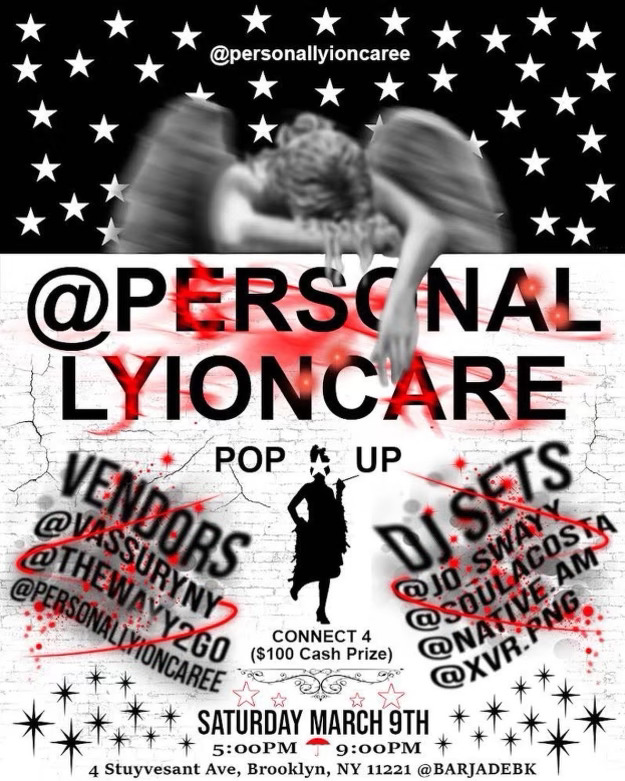 @personallyioncaree
@PERSONAL
LYIONCARE
POP UP
VENDORS
@VASSURYNY
@THEWAVY2GO
@PERSONALLYIONCAREE
DJ SETS
@JO_SWAYY
@SOULACOSTA
@NATIVE_AM
@XVR.PNG
CONNECT 4
($100 Cash Prize)
SATURDAY MARCH 9TH
5:00PM 9:00PM
4 Stuyvesant Ave, Brooklyn, NY 11221 @BARJADEBK